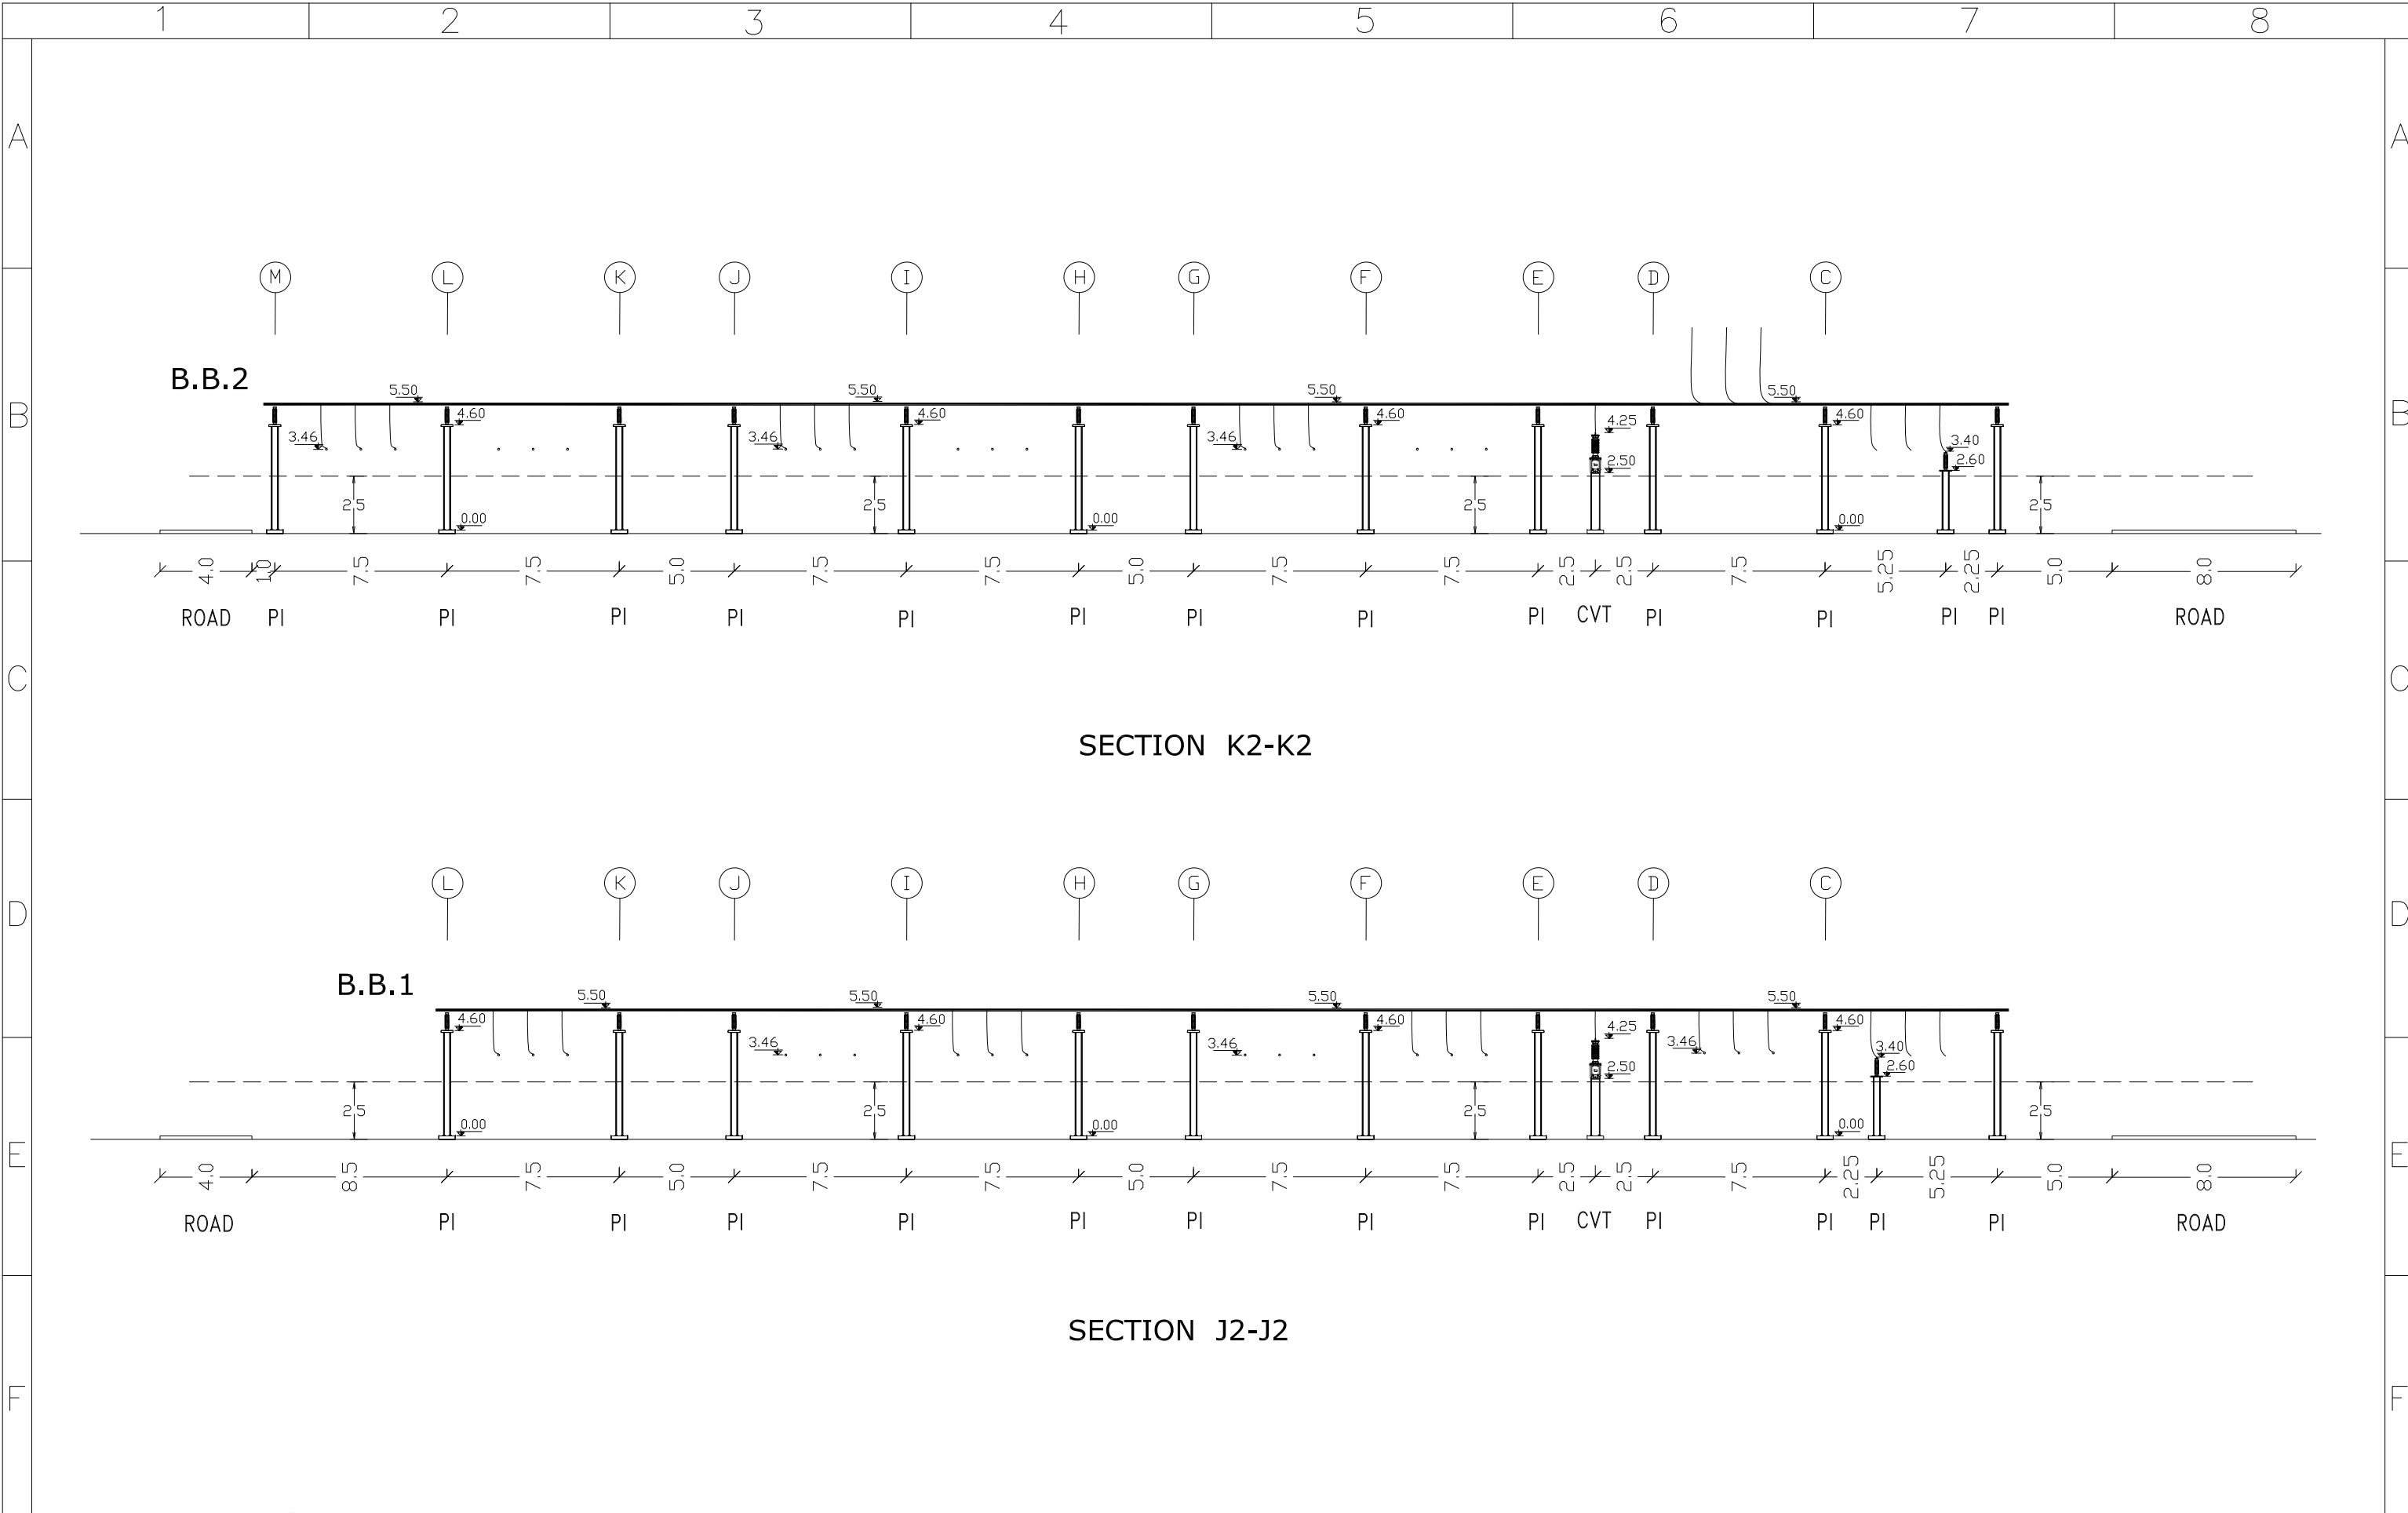 1 2 3 4 5 6 7 8
A A
M L K J I H G F E D C
B.B.2
5.50 5.50 5.50 5.50
B B
4.60 4.60 4.60 4.25 4.60
3.46 3.46 3.46 3.40
2.50 2.60
2.5 2.5 2.5 2.5
0.00 0.00 0.00
4.0 1.0 7.5 7.5 5.0 7.5 7.5 5.0 7.5 7.5 2.5 2.5 7.5 5.25 2.25 5.0 8.0
ROAD PI PI PI PI PI PI PI PI PI CVT PI PI PI PI ROAD
C C
SECTION K2-K2
L K J I H G F E D C
D D
B.B.1
5.50 5.50 5.50 5.50
4.60 4.60 4.60 4.25 4.60
3.46 3.46 3.46 3.40
2.50 2.60
2.5 2.5 2.5 2.5
0.00 0.00 0.00
E E
4.0 8.5 7.5 5.0 7.5 7.5 5.0 7.5 7.5 2.5 2.5 7.5 2.25 5.25 5.0 8.0
ROAD PI PI PI PI PI PI PI PI CVT PI PI PI PI ROAD
SECTION J2-J2
F F